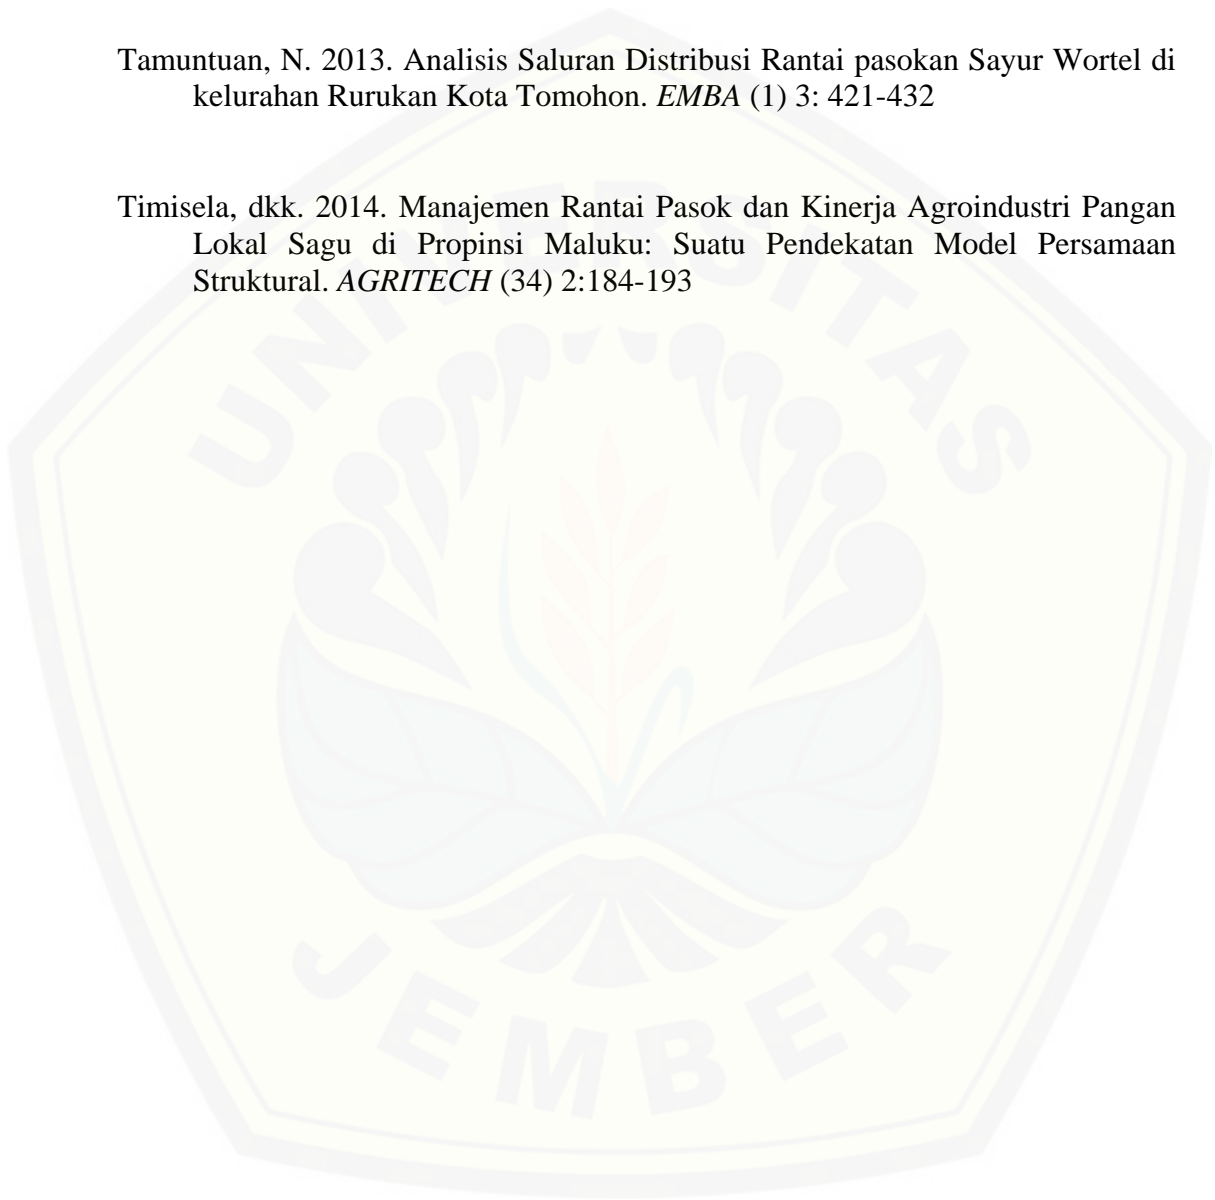 Tamuntuan, N. 2013. Analisis Saluran Distribusi Rantai pasokan Sayur Wortel di
kelurahan Rurukan Kota Tomohon. EMBA (1) 3: 421-432
Timisela, dkk. 2014. Manajemen Rantai Pasok dan Kinerja Agroindustri Pangan
Lokal Sagu di Propinsi Maluku: Suatu Pendekatan Model Persamaan
Struktural. AGRITECH (34) 2:184-193
UNIVERSITAS
JEMBER